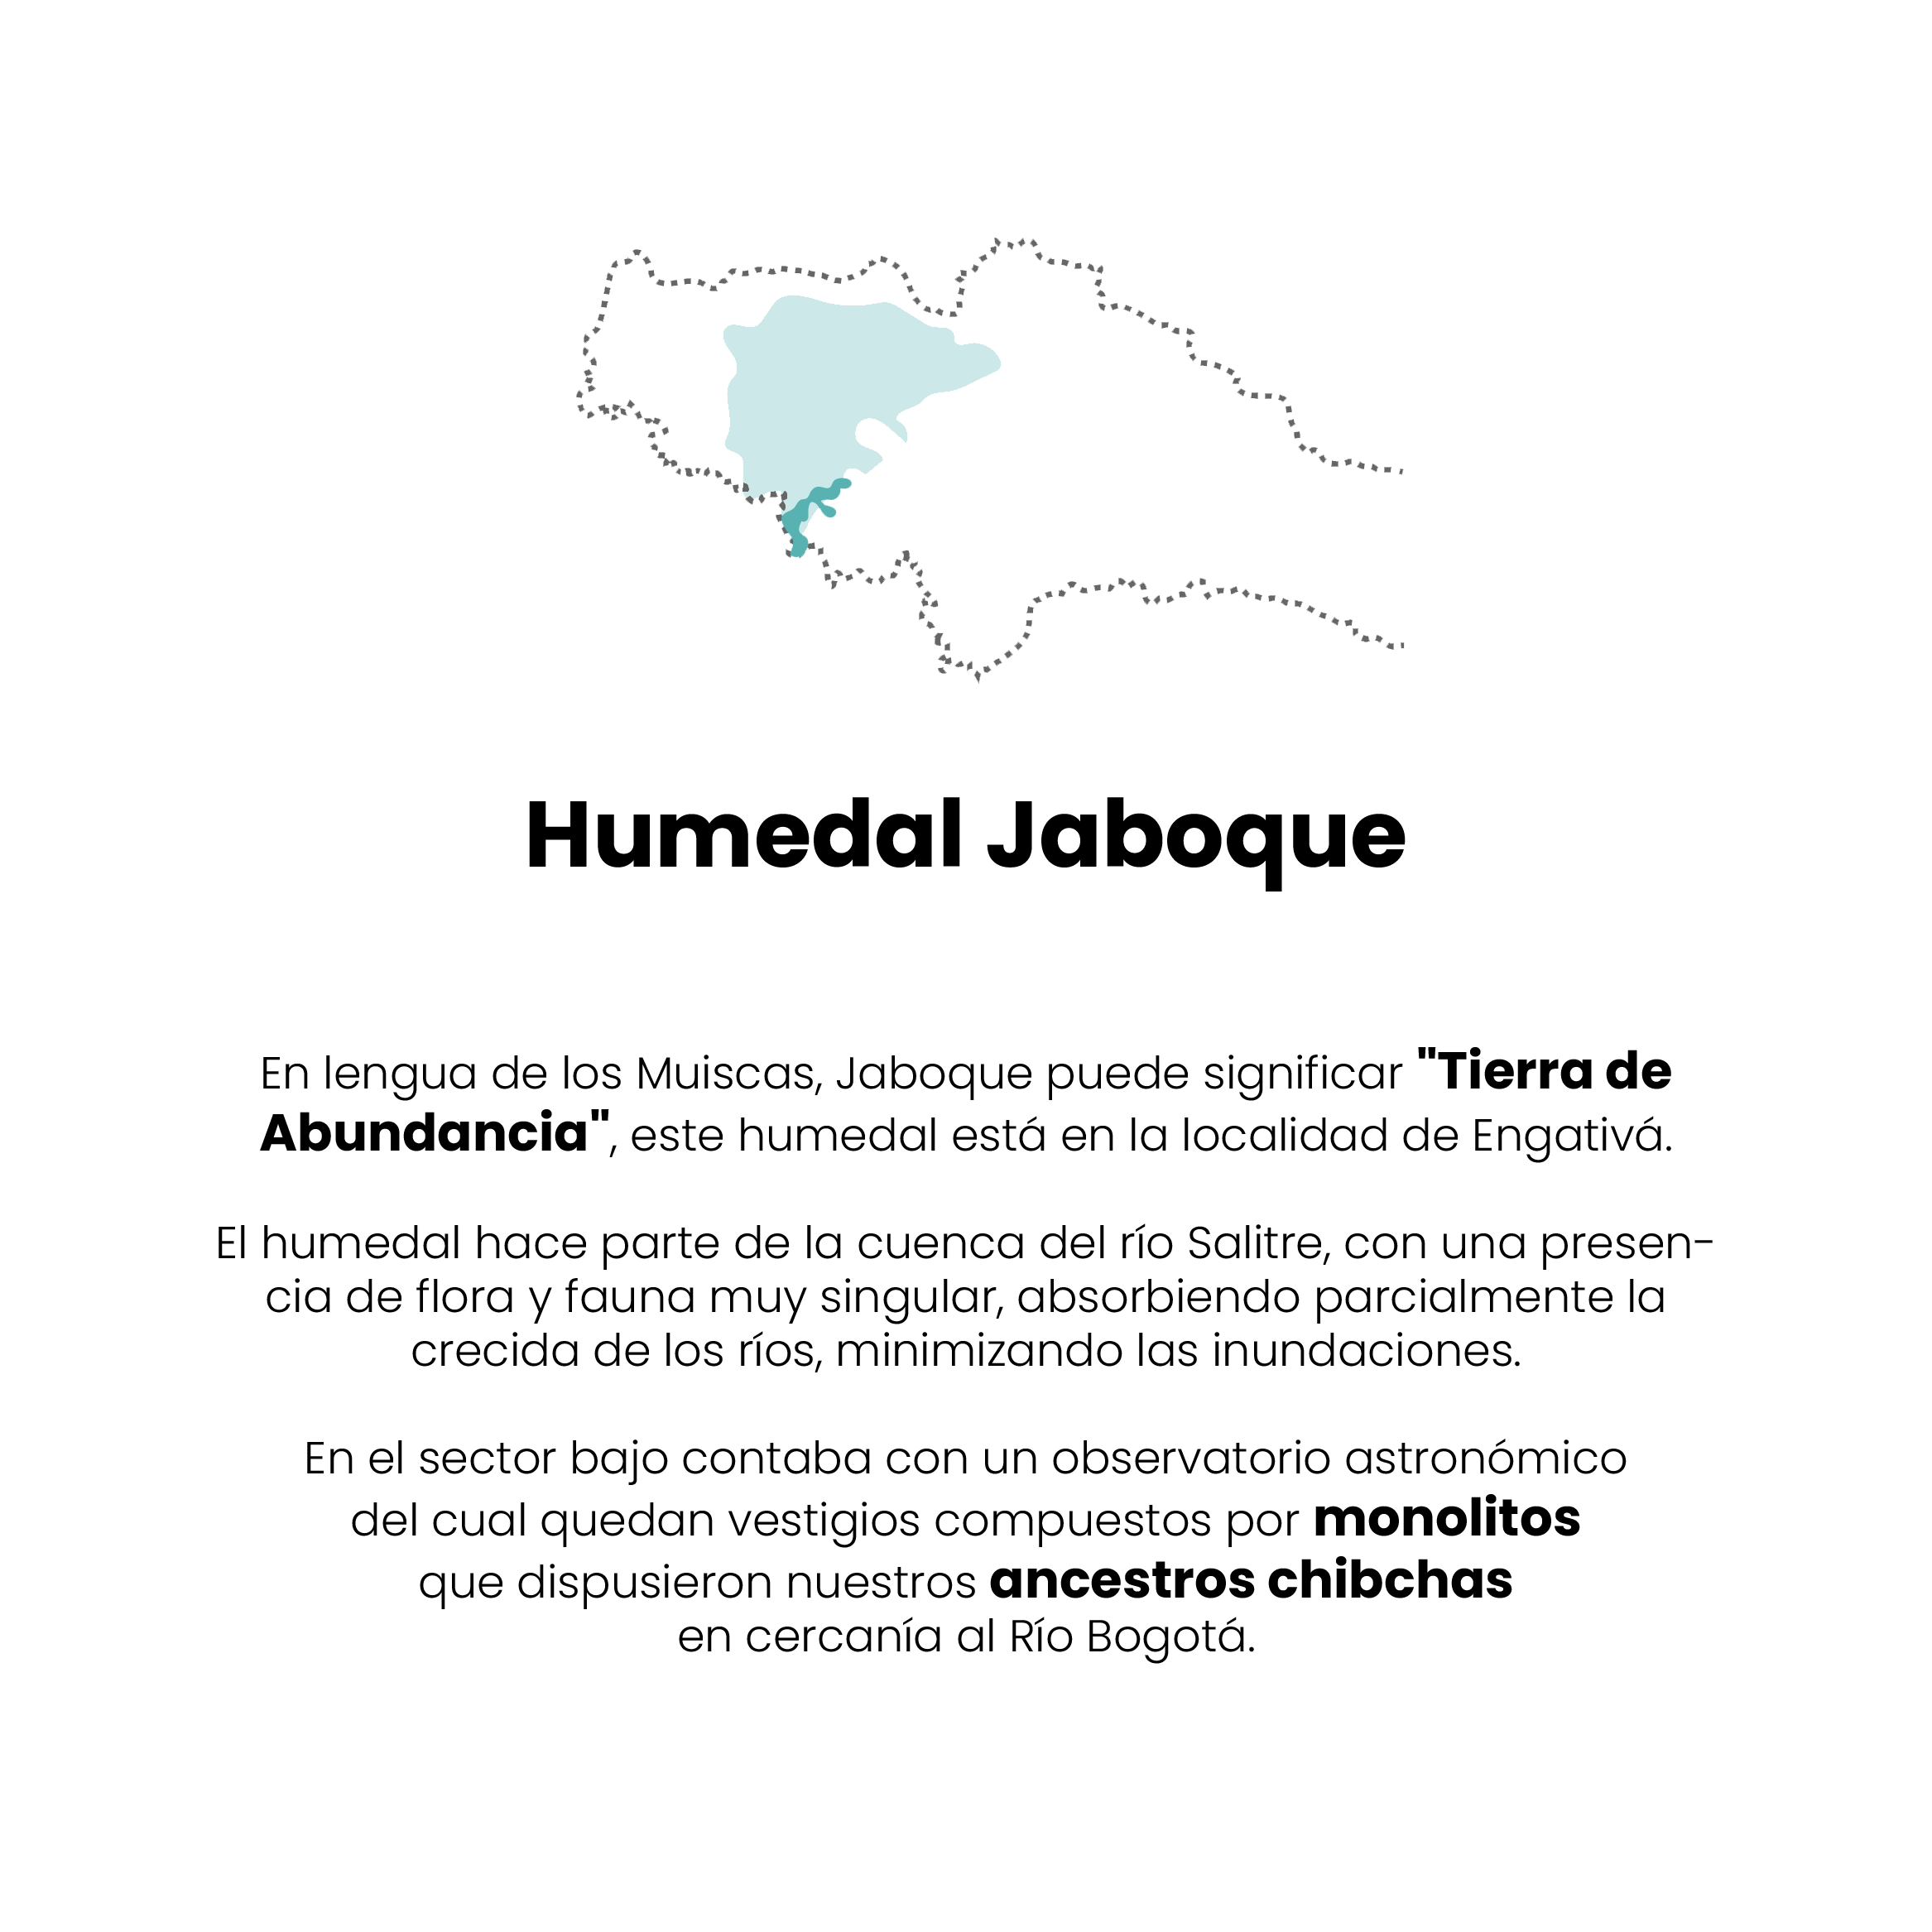 Humedal Jaboque
En lengua de los Muiscas, Jaboque puede significar "Tierra de
Abundancia", este humedal está en la localidad de Engativá.
El humedal hace parte de la cuenca del río Salitre, con una presen-
cia de flora y fauna muy singular, absorbiendo parcialmente la
crecida de los ríos, minimizando las inundaciones.
En el sector bajo contaba con un observatorio astronómico
del cual quedan vestigios compuestos por monolitos
que dispusieron nuestros ancestros chibchas
en cercanía al Río Bogotá.